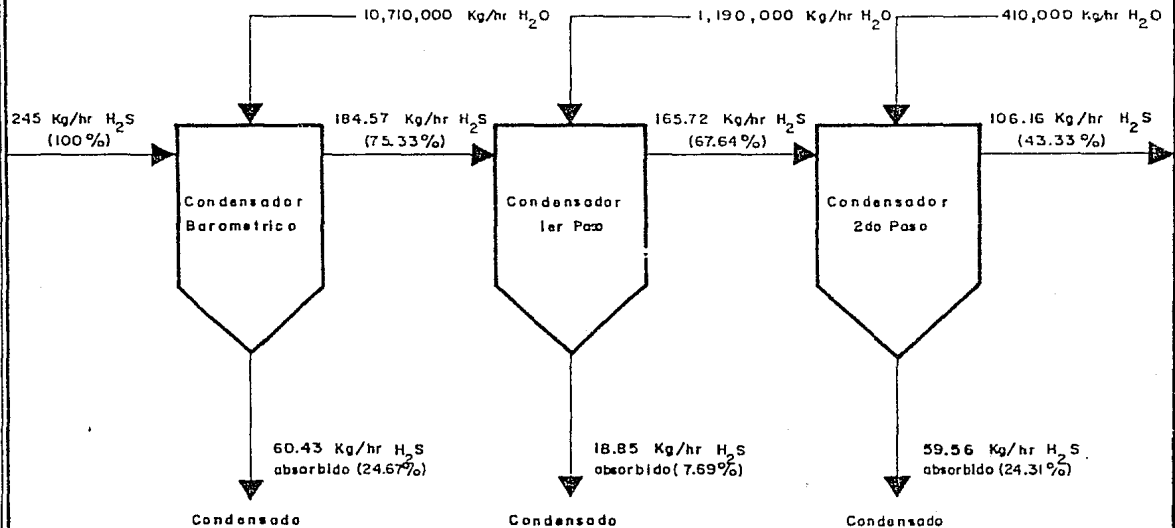 10,710,000 Kg/hr H₂O
1,190,000 Kg/hr H₂O
410,000 Kg/hr H₂O
245 Kg/hr H₂S
(100%)
184.57 Kg/hr H₂S
(75.33%)
165.72 Kg/hr H₂S
(67.64%)
106.16 Kg/hr H₂S
(43.33%)
Condensador
Barometrico
Condensador
1er Paso
Condensador
2do Paso
60.43 Kg/hr H₂S
absorbido (24.67%)
18.85 Kg/hr H₂S
absorbido (7.69%)
59.56 Kg/hr H₂S
absorbido (24.31%)
Condensado
Condensado
Condensado